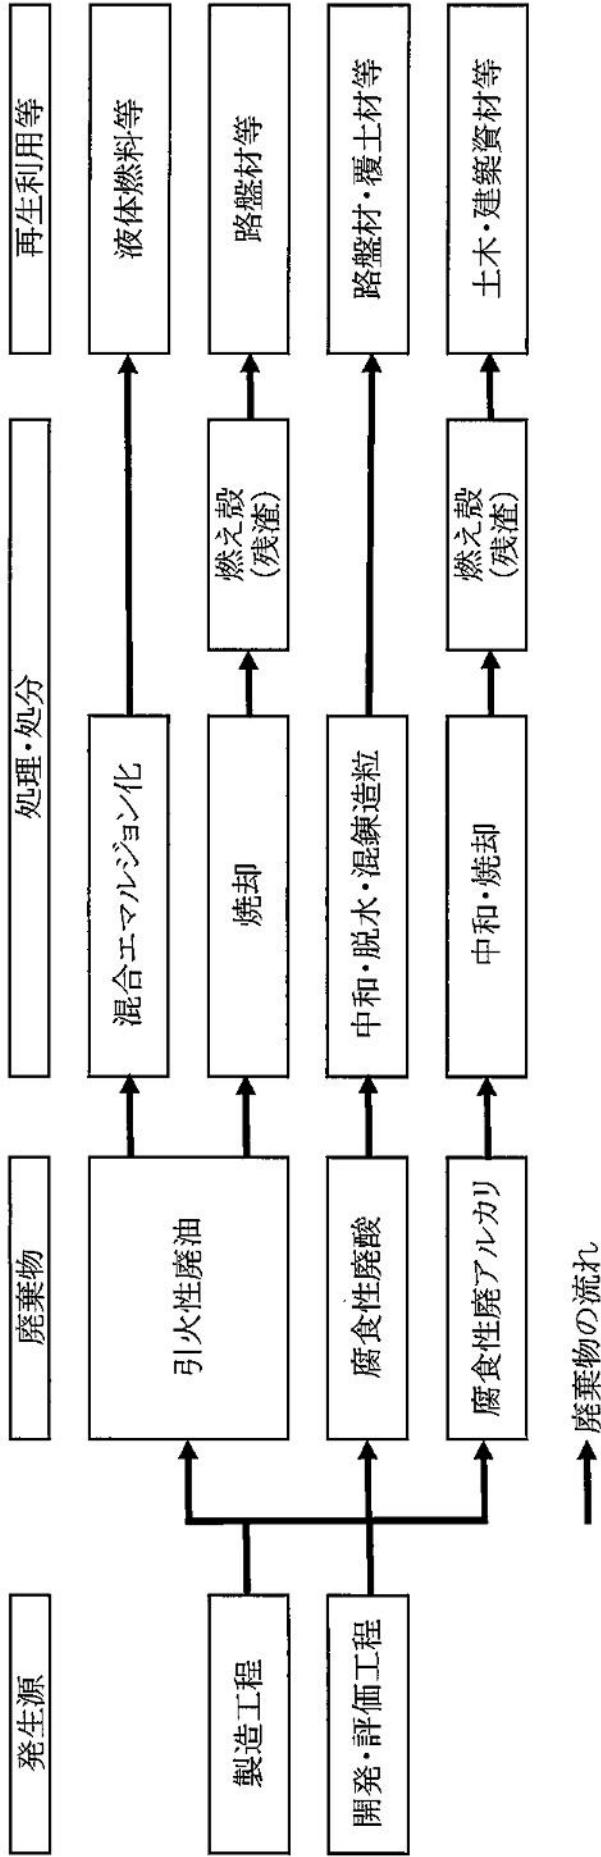 発生源
廃棄物
処理・処分
再生利用等
製造工程
開発・評価工程
引火性廃油
混合エマルジョン化
液体燃料等
焼却
燃え殻
(残渣)
路盤材等
腐食性廃酸
中和・脱水・混錬造粒
路盤材・覆土材等
腐食性廃アルカリ
中和・焼却
燃え殻
(残渣)
土木・建築資材等
廃棄物の流れ